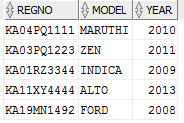 REGNO MODEL YEAR
KA04PQ1111 MARUTHI 2010
KA03PQ1223 ZEN 2011
KA01RZ3344 INDICA 2009
KA11XY4444 ALTO 2013
KA19MN1492 FORD 2008